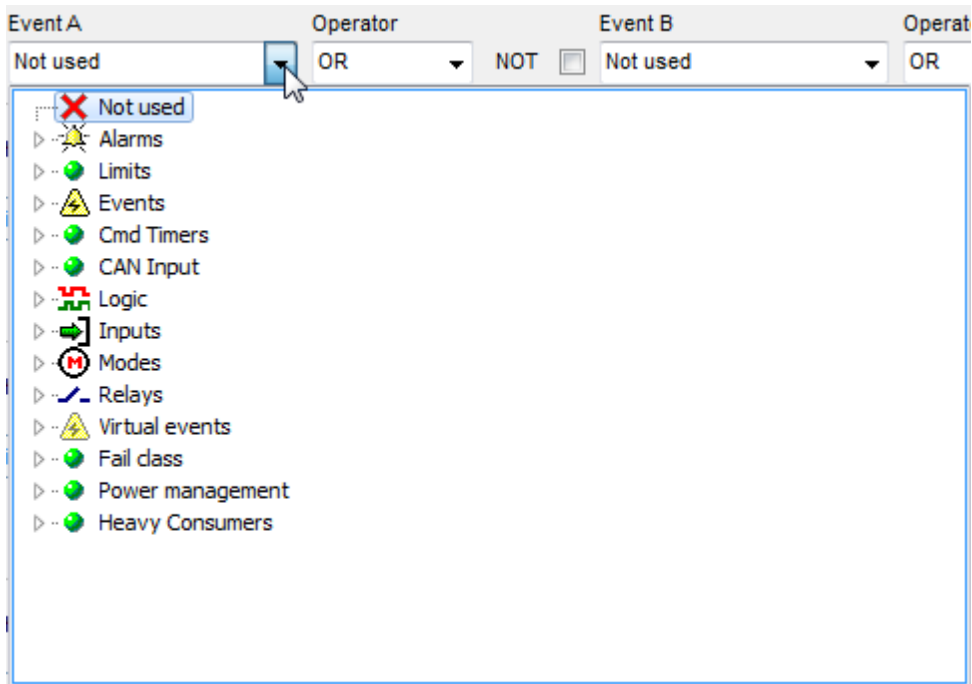 Event A Operator Event B Operat
Not used OR NOT Not used OR
Not used
Alarms
Limits
Events
Cmd Timers
CAN Input
Logic
Inputs
M Modes
Relays
Virtual events
Fail class
Power management
Heavy Consumers